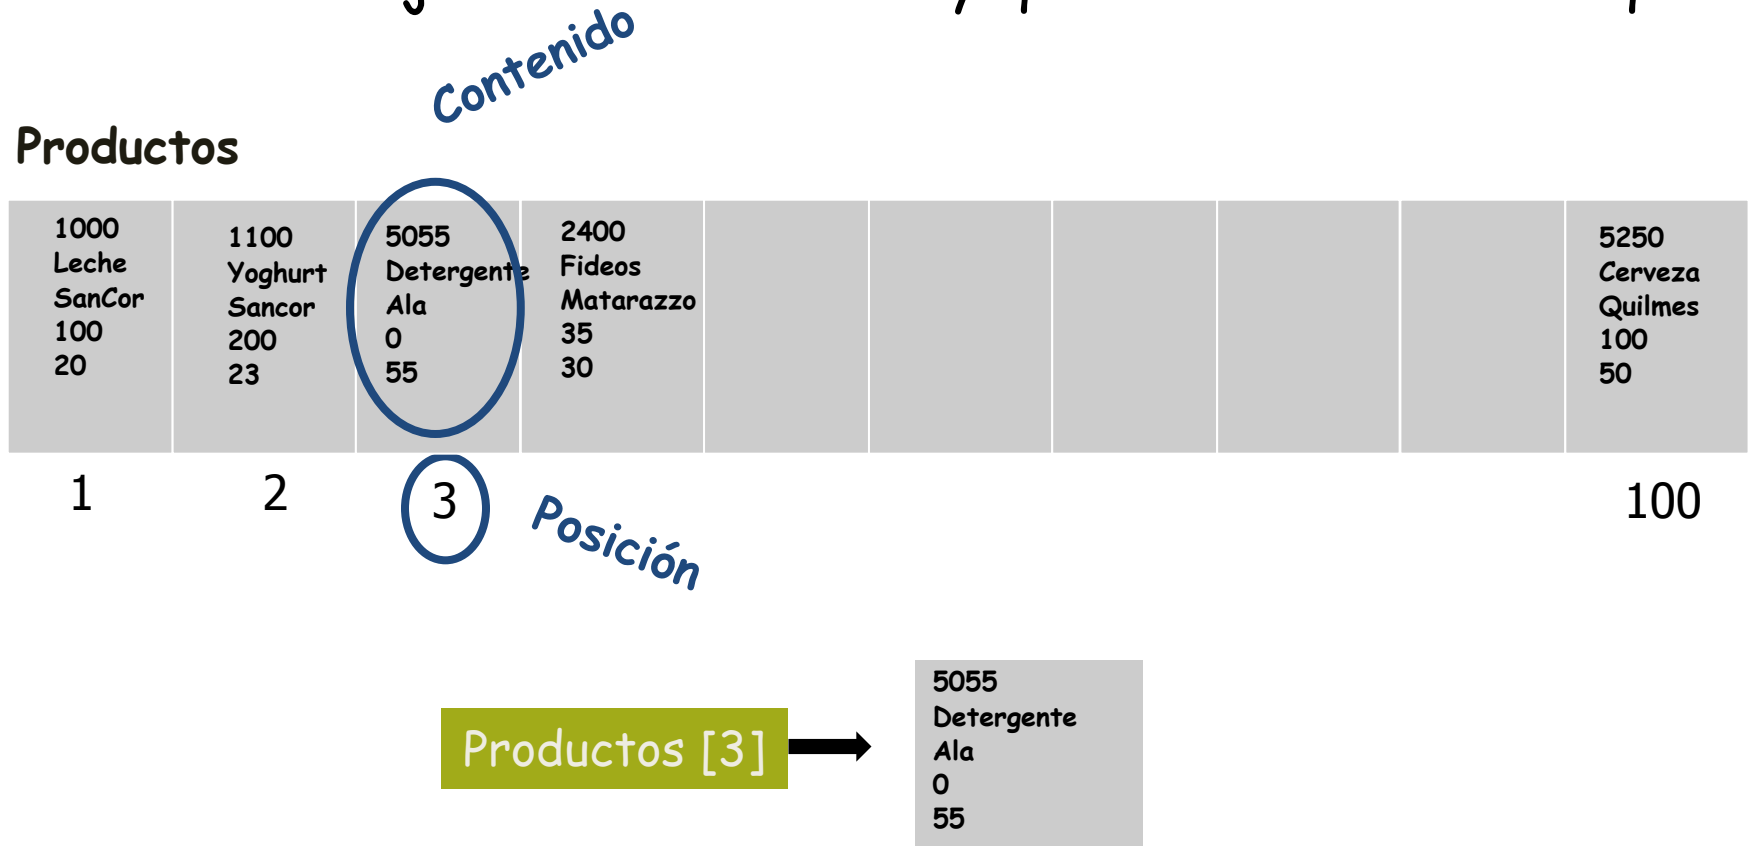 Contenido
Productos
1000
Leche
SanCor
100
20
1100
Yoghurt
Sancor
200
23
5055
Detergente
Ala
0
55
2400
Fideos
Matarazzo
35
30
5250
Cerveza
Quilmes
100
50
1
2
3
100
Posición
Productos [3]
5055
Detergente
Ala
0
55